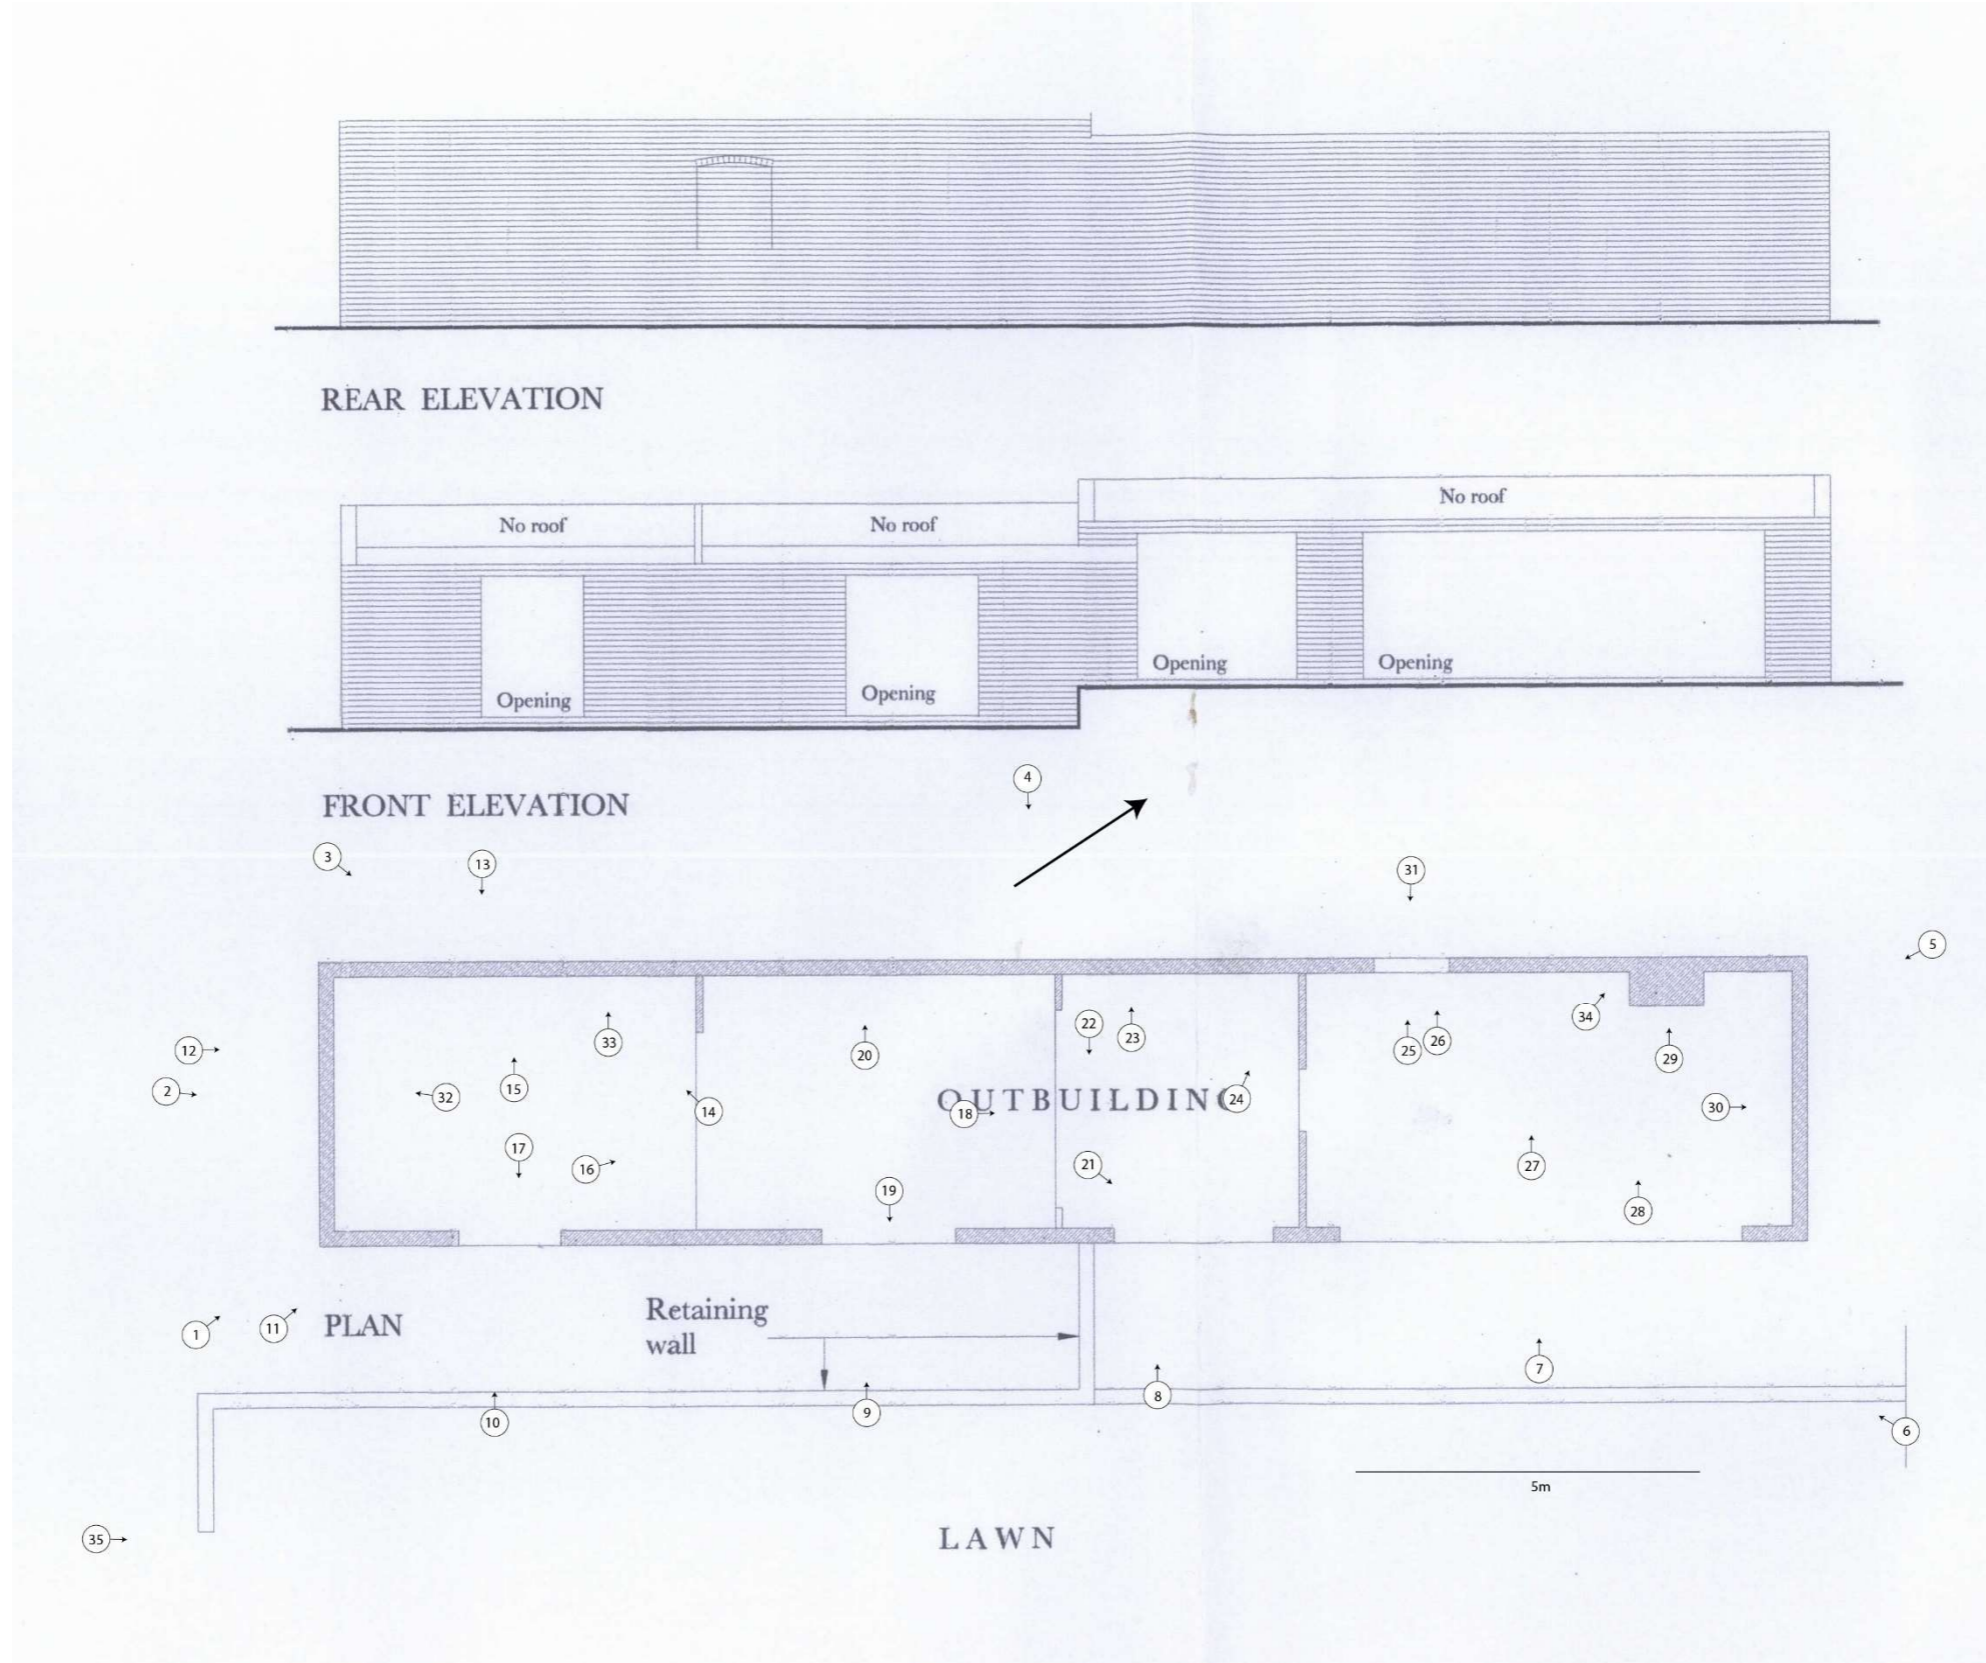 REAR ELEVATION
No roof
No roof
No roof
Opening
Opening
Opening
Opening
FRONT ELEVATION
4
3
13
31
5
12
2
32
15
33
17
16
14
20
18
19
22
23
21
24
OUTBUILDING
25
26
34
29
30
27
28
1
11
PLAN
Retaining
wall
10
9
8
7
6
5m
35
LAWN